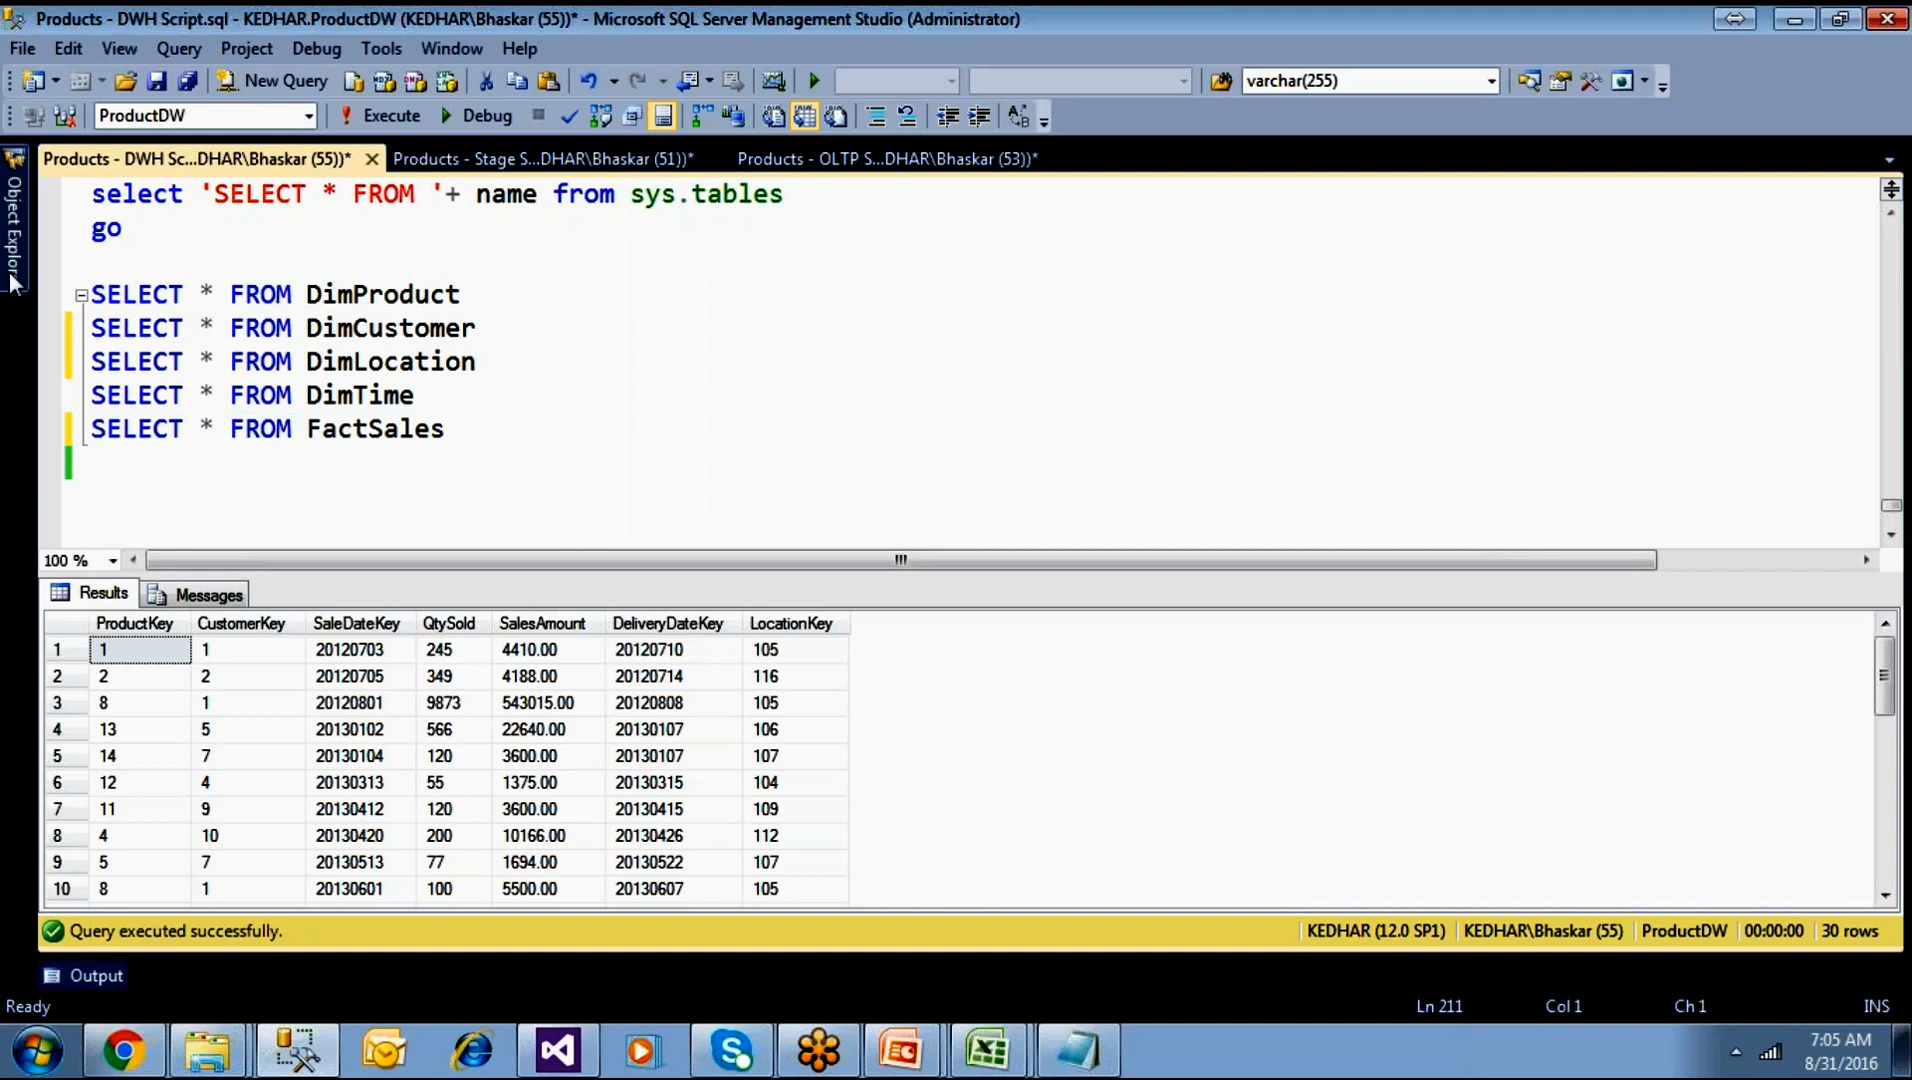 Products - DWH Script.sql - KEDHAR.ProductDW (KEDHAR\Bhaskar (55))* - Microsoft SQL Server Management Studio (Administrator)
File Edit View Query Project Debug Tools Window Help
New Query varchar(255)
ProductDW Execute Debug
Products - DWH Sc...DHAR\Bhaskar (55))* Products - Stage S...DHAR\Bhaskar (51))* Products - OLTP S...DHAR\Bhaskar (53))*
Object Explor
select 'SELECT * FROM '+ name from sys.tables
go
SELECT * FROM DimProduct
SELECT * FROM DimCustomer
SELECT * FROM DimLocation
SELECT * FROM DimTime
SELECT * FROM FactSales
100 %
Results Messages
ProductKey CustomerKey SaleDateKey QtySold SalesAmount DeliveryDateKey LocationKey
1 1 1 20120703 245 4410.00 20120710 105
2 2 2 20120705 349 4188.00 20120714 116
3 8 1 20120801 9873 543015.00 20120808 105
4 13 5 20130102 566 22640.00 20130107 106
5 14 7 20130104 120 3600.00 20130107 107
6 12 4 20130313 55 1375.00 20130315 104
7 11 9 20130412 120 3600.00 20130415 109
8 4 10 20130420 200 10166.00 20130426 112
9 5 7 20130513 77 1694.00 20130522 107
10 8 1 20130601 100 5500.00 20130607 105
Query executed successfully. KEDHAR (12.0 SP1) KEDHAR\Bhaskar (55) ProductDW 00:00:00 30 rows
Output
Ready Ln 211 Col 1 Ch 1 INS
7:05 AM
8/31/2016